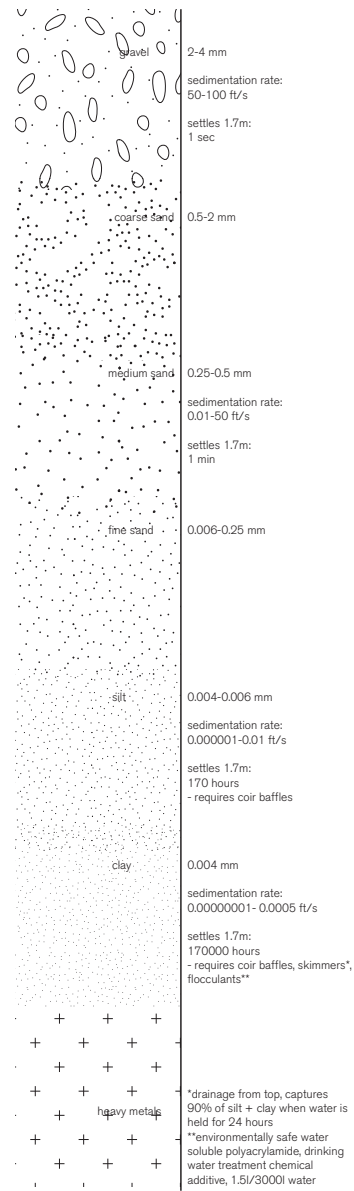 gravel
2-4 mm
sedimentation rate:
50-100 ft/s
settles 1.7m:
1 sec
coarse sand
0.5-2 mm
medium sand
0.25-0.5 mm
sedimentation rate:
0.01-50 ft/s
settles 1.7m:
1 min
fine sand
0.006-0.25 mm
silt
0.004-0.006 mm
sedimentation rate:
0.000001-0.01 ft/s
settles 1.7m:
170 hours
- requires coir baffles
clay
0.004 mm
sedimentation rate:
0.00000001- 0.0005 ft/s
settles 1.7m:
170000 hours
- requires coir baffles, skimmers*,
flocculants**
heavy metals
*drainage from top, captures
90% of silt + clay when water is
held for 24 hours
**environmentally safe water
soluble polyacrylamide, drinking
water treatment chemical
additive, 1.5l/3000l water